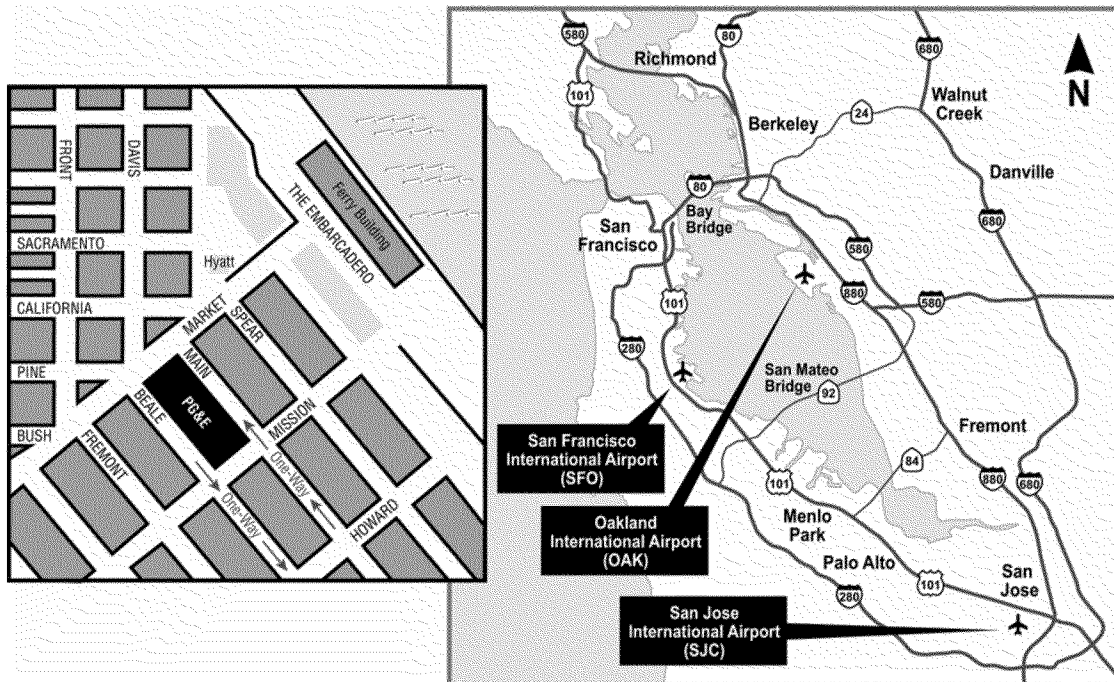 FRONT
DAVIS
SACRAMENTO
CALIFORNIA
PINE
BUSH
Hyatt
Ferry Building
THE EMBARCADERO
MARKET
SPEAR
MAIN
PG&E
BEALE
FREMONT
MISSION
One-Way
One-Way
HOWARD
580
80
680
Richmond
101
Walnut
Creek
24
Berkeley
N
Danville
80
Bay
Bridge
San
Francisco
680
580
101
880
580
280
San Mateo
Bridge
92
San Francisco
International Airport
(SFO)
Fremont
84
101
880
680
Oakland
International Airport
(OAK)
Menlo
Park
Palo Alto
San
Jose
101
280
San Jose
International Airport
(SJC)